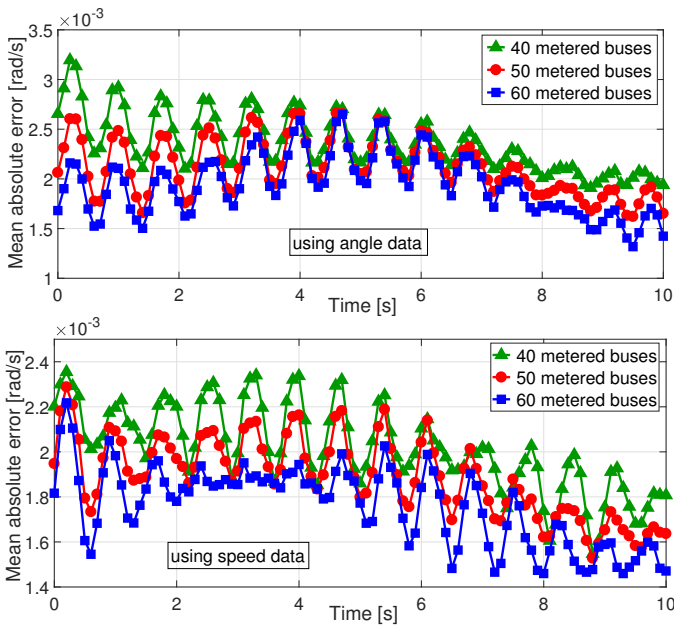 ×10⁻³
3.5
3
2.5
2
1.5
1
Mean absolute error [rad/s]
40 metered buses
50 metered buses
60 metered buses
using angle data
0 2 4 6 8 10
Time [s]
×10⁻³
2.4
2.2
2
1.8
1.6
1.4
Mean absolute error [rad/s]
40 metered buses
50 metered buses
60 metered buses
using speed data
0 2 4 6 8 10
Time [s]